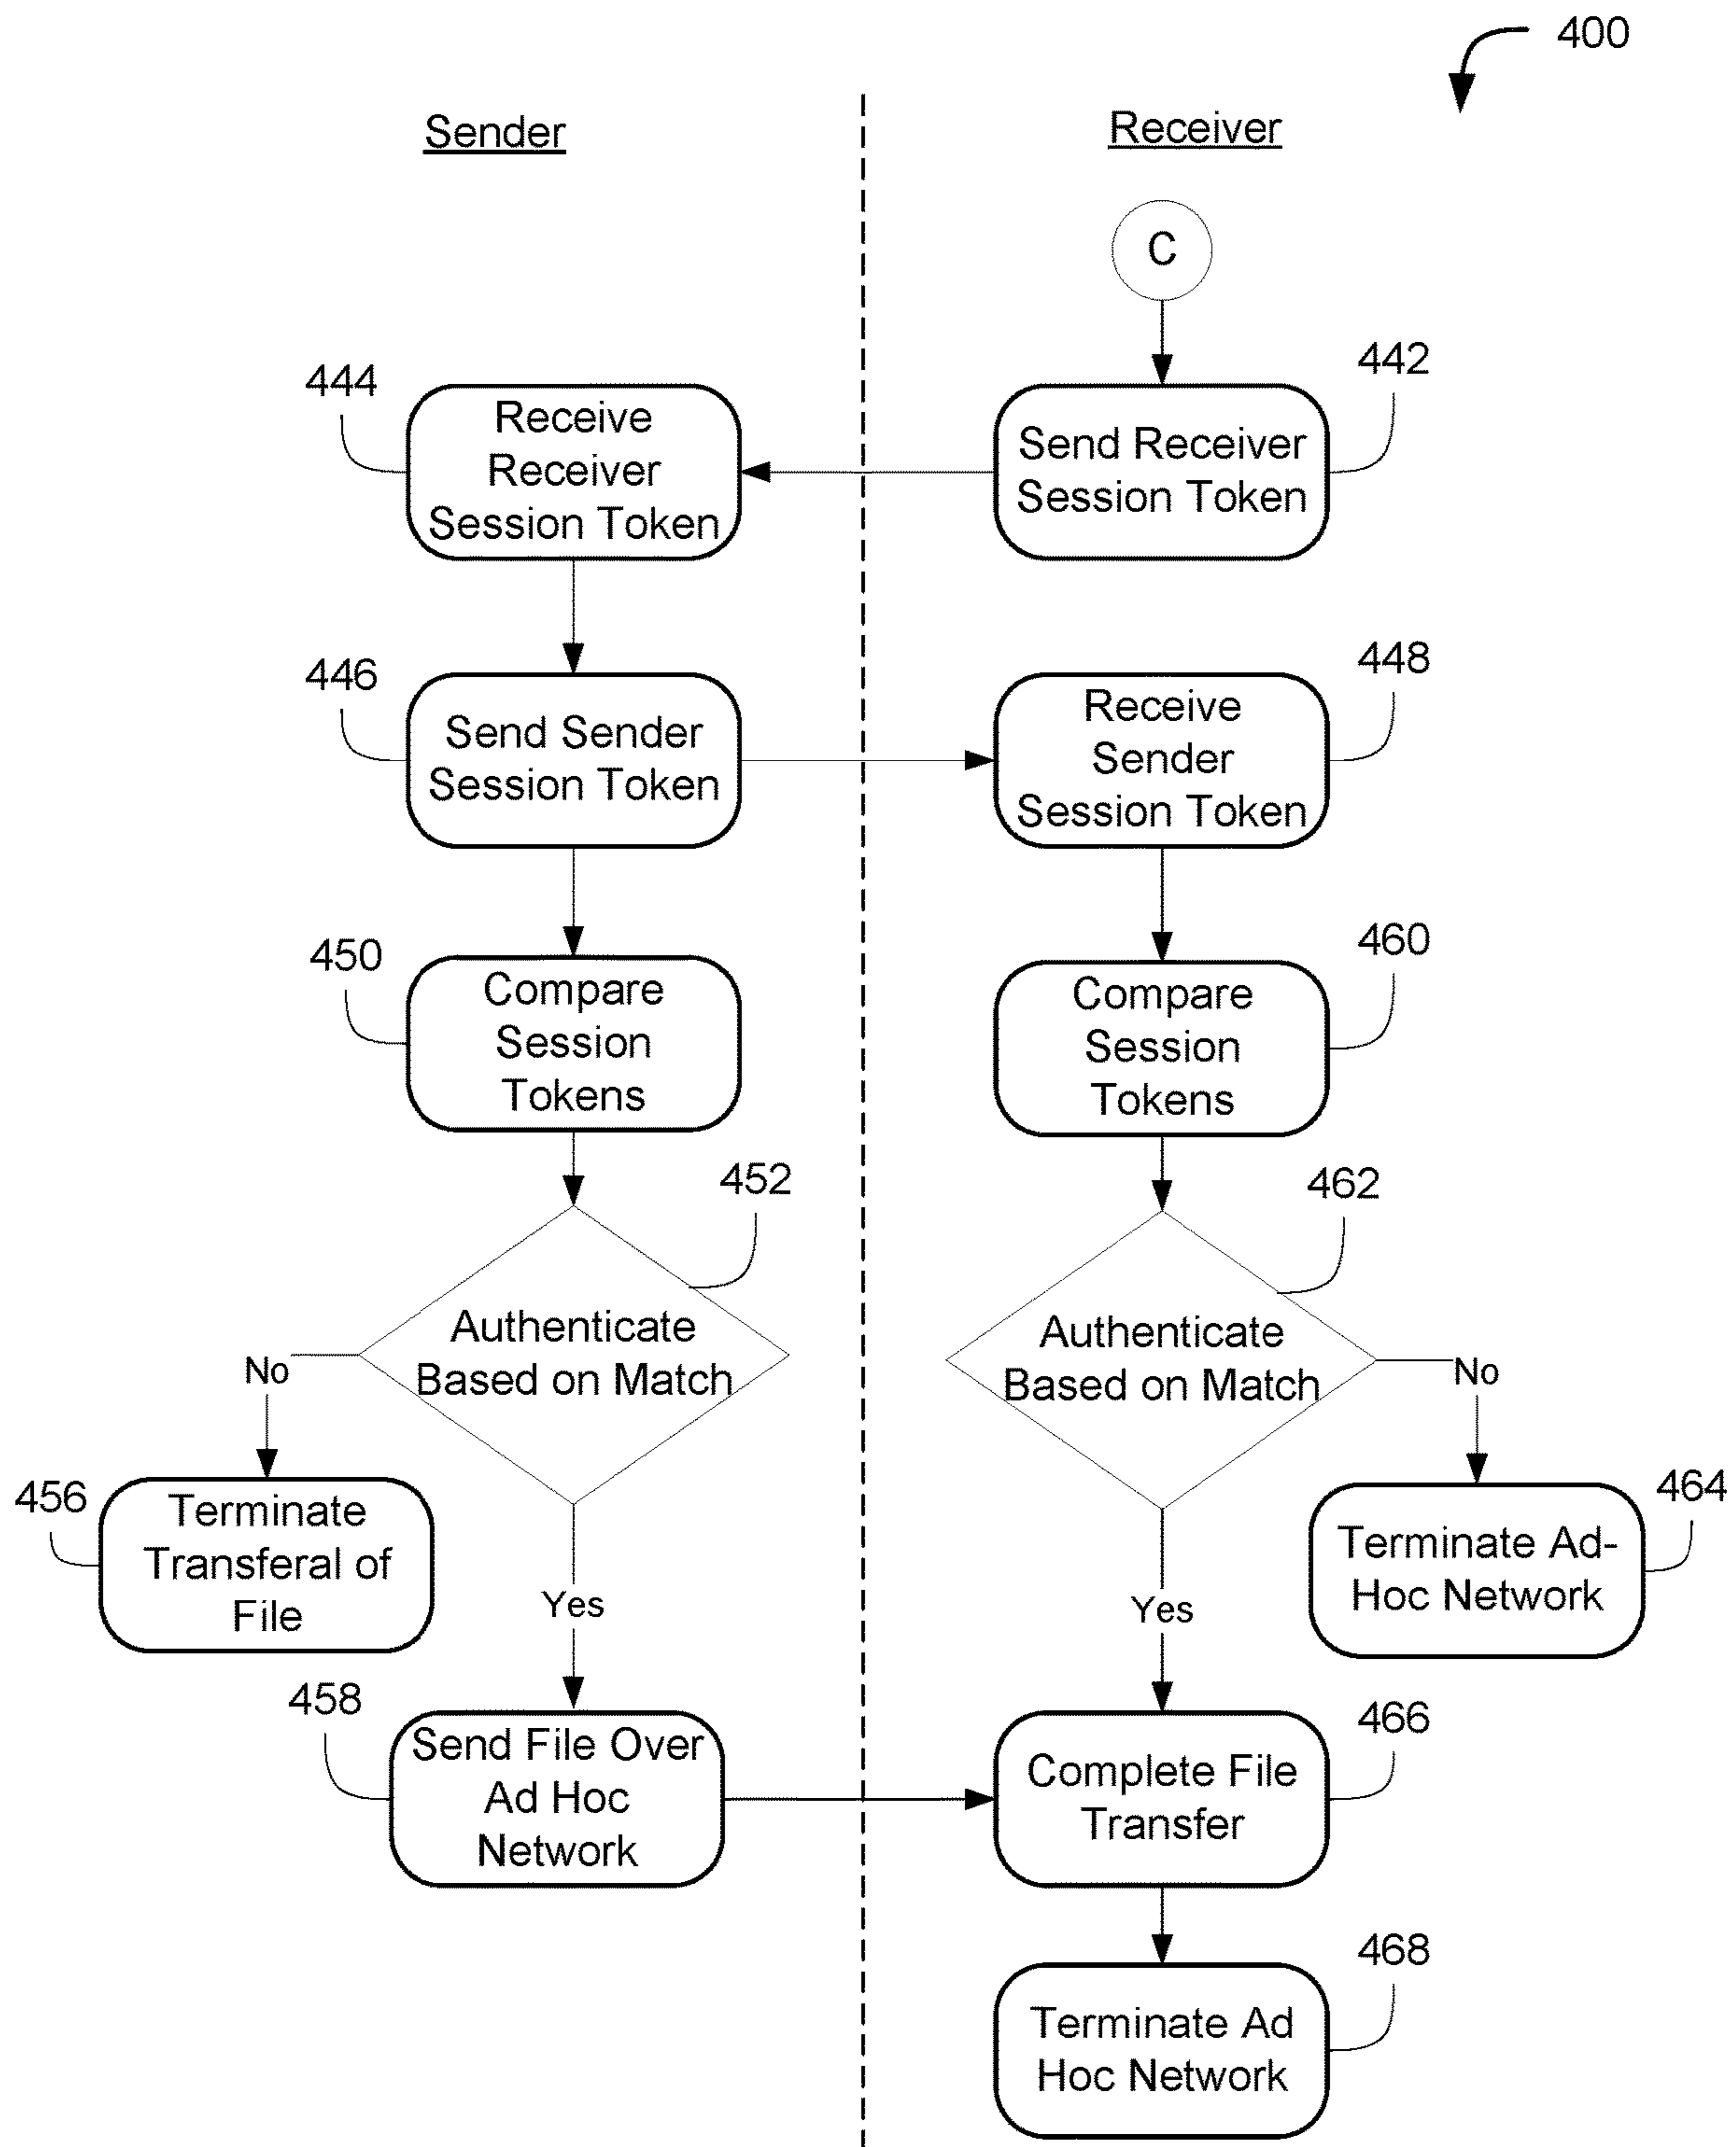 400
Sender
Receiver
C
444
Receive
Receiver
Session Token
442
Send Receiver
Session Token
446
Send Sender
Session Token
448
Receive
Sender
Session Token
450
Compare
Session
Tokens
460
Compare
Session
Tokens
452
Authenticate
Based on Match
462
Authenticate
Based on Match
No
No
456
Terminate
Transferal of
File
Yes
Yes
464
Terminate Ad-
Hoc Network
458
Send File Over
Ad Hoc
Network
466
Complete File
Transfer
468
Terminate Ad
Hoc Network